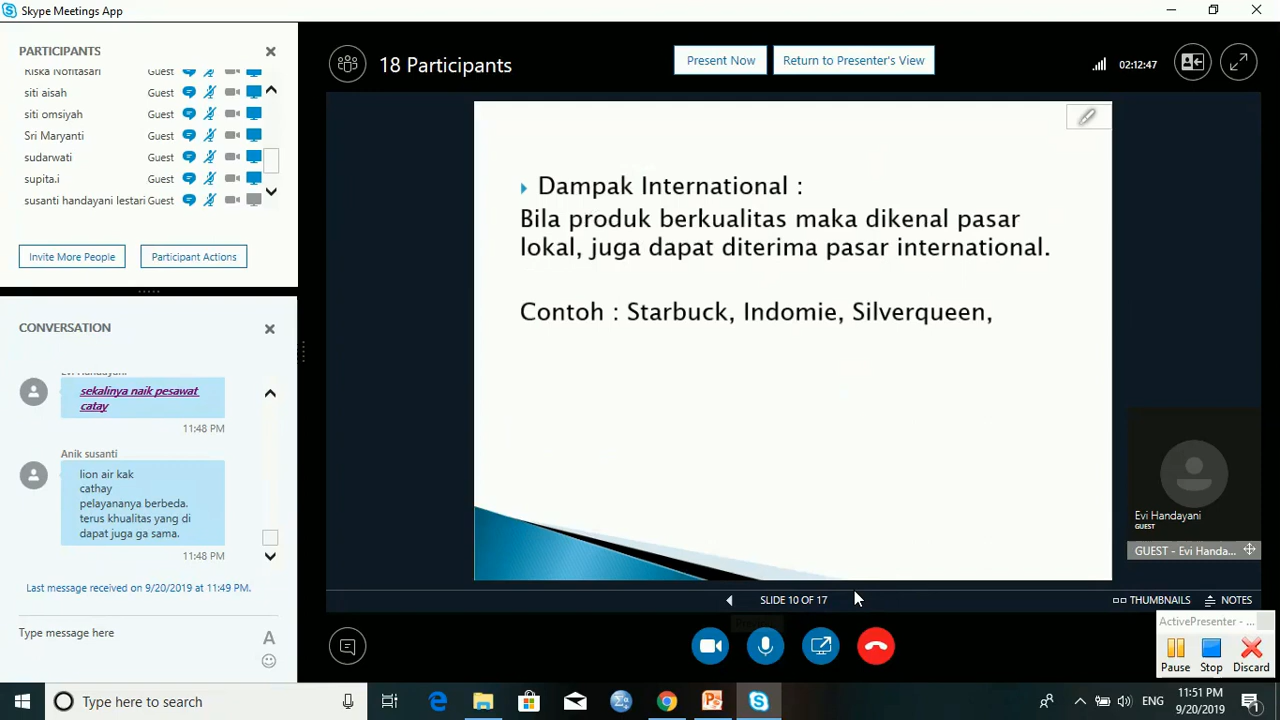 Skype Meetings App
PARTICIPANTS
Riska Nofitasari Guest
siti aisah Guest
siti omsiyah Guest
Sri Maryanti Guest
sudarwati Guest
supita.i Guest
susanti handayani lestari Guest
Invite More People
Participant Actions
CONVERSATION
Evi Handayani
sekalinya naik pesawat
catay
11:48 PM
Anik susanti
lion air kak
cathay
pelayananya berbeda.
terus khualitas yang di
dapat juga ga sama.
11:48 PM
Last message received on 9/20/2019 at 11:49 PM.
Type message here
A
18 Participants
Present Now
Return to Presenter's View
02:12:47
Dampak International :
Bila produk berkualitas maka dikenal pasar
lokal, juga dapat diterima pasar international.
Contoh : Starbuck, Indomie, Silverqueen,
Evi Handayani
GUEST
GUEST - Evi Handa...
SLIDE 10 OF 17
THUMBNAILS
NOTES
ActivePresenter - ...
Pause
Stop
Discard
Type here to search
ENG
11:51 PM
9/20/2019
1